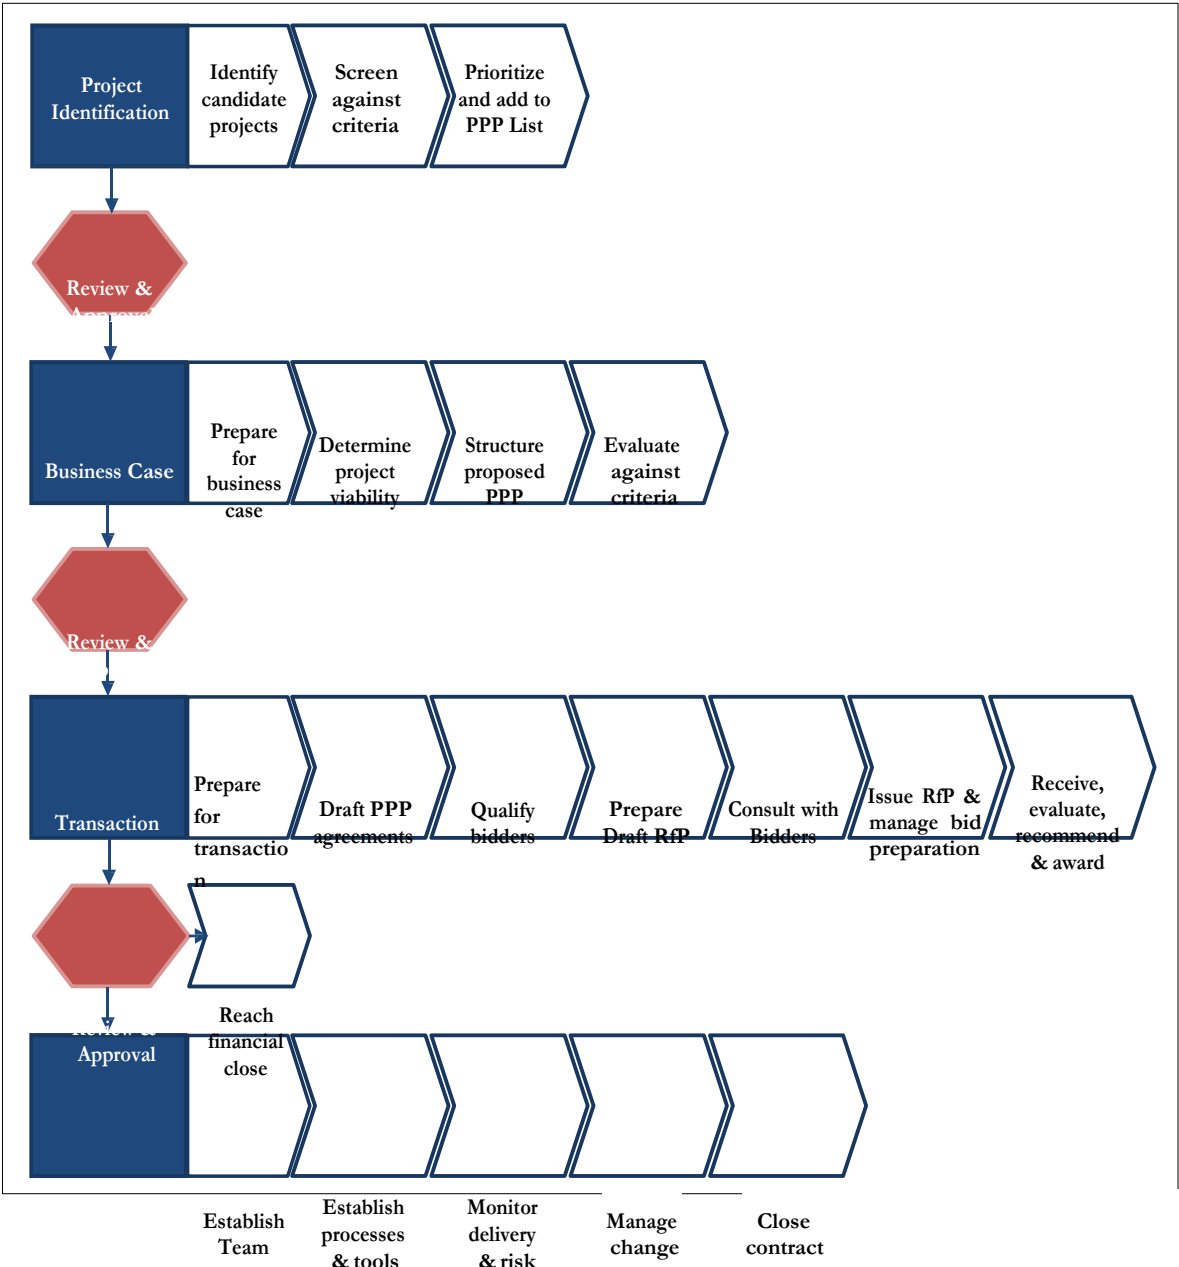 Project
Identification
Identify
candidate
projects
Screen
against
criteria
Prioritize
and add to
PPP List
Review &
Approval
Business Case
Prepare
for
business
case
Determine
project
viability
Structure
proposed
PPP
Evaluate
against
criteria
Review &
Transaction
Prepare
for
transactio
n
Draft PPP
agreements
Qualify
bidders
Prepare
Draft RfP
Consult with
Bidders
Issue RfP &
manage bid
preparation
Receive,
evaluate,
recommend
& award
Review &
Approval
Reach
financial
close
Establish
Team
Establish
processes
& tools
Monitor
delivery
& risk
Manage
change
Close
contract